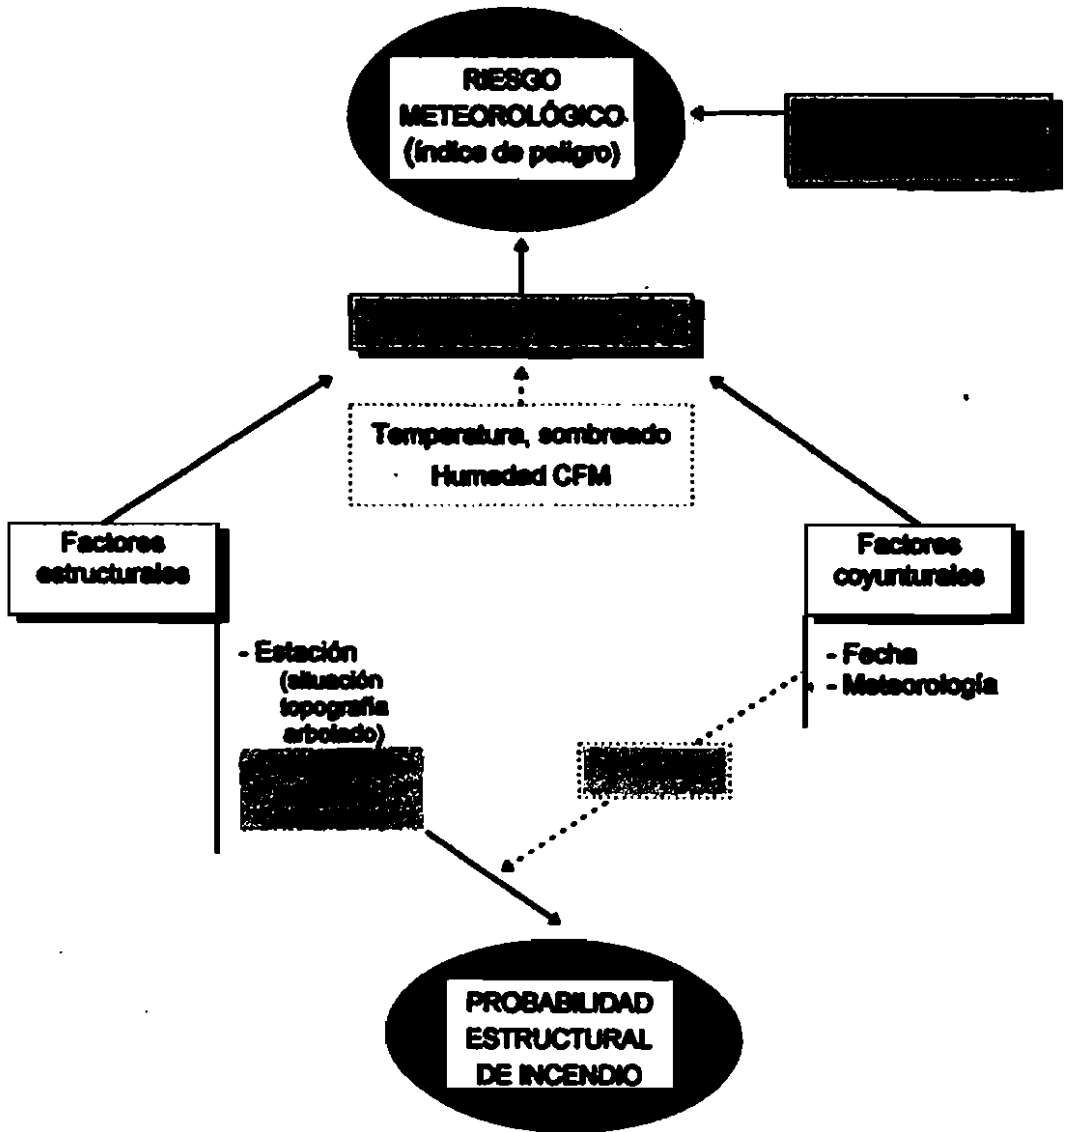 RIESGO
METEOROLÓGICO
(índice de peligro)
Temperatura, sombreado
Humedad CFM
Factores
estructurales
Factores
coyunturales
- Estación
(situación
topografía
arbolado)
- Fecha
- Meteorología
PROBABILIDAD
ESTRUCTURAL
DE INCENDIO